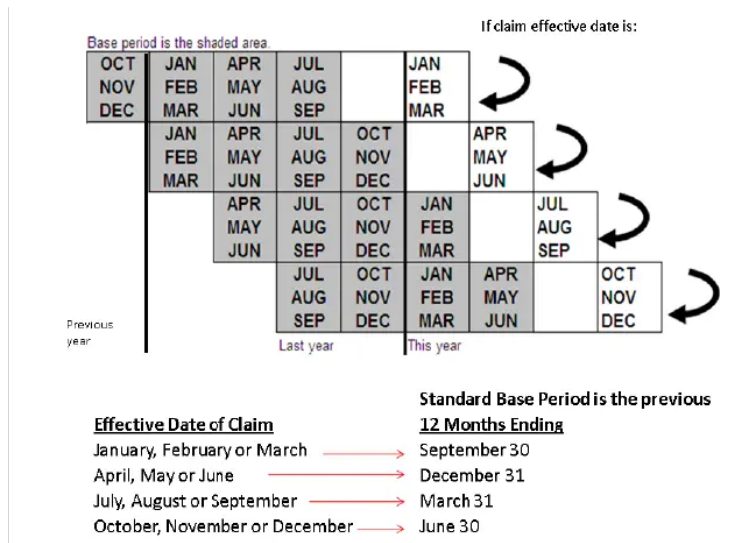 If claim effective date is:
Base period is the shaded area.
OCT JAN APR JUL JAN
NOV FEB MAY AUG FEB
DEC MAR JUN SEP MAR
JAN APR JUL OCT APR
FEB MAY AUG NOV MAY
MAR JUN SEP DEC JUN
APR JUL OCT JAN JUL
MAY AUG NOV FEB AUG
JUN SEP DEC MAR SEP
JUL OCT JAN APR OCT
AUG NOV FEB MAY NOV
SEP DEC MAR JUN DEC
Previous
year
Last year This year
Standard Base Period is the previous
Effective Date of Claim 12 Months Ending
January, February or March September 30
April, May or June December 31
July, August or September March 31
October, November or December June 30